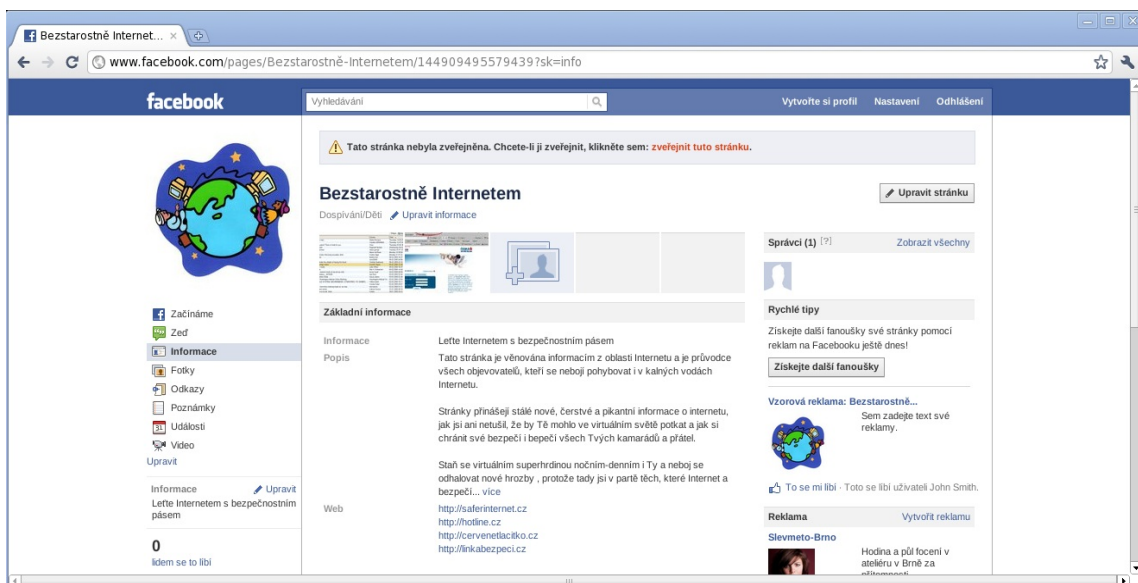 Bezstarostně Internet...
www.facebook.com/pages/Bezstarostně-Internetem/144909495579439?sk=info
facebook
Vyhledávání
Vytvořte si profil Nastavení Odhlášení
Tato stránka nebyla zveřejněna. Chcete-li ji zveřejnit, klikněte sem: zveřejnit tuto stránku.
Bezstarostně Internetem
Upravit stránku
Dospívání/Děti Upravit informace
Začínáme
Zeď
Informace
Fotky
Odkazy
Poznámky
31 Události
Video
Upravit
Informace Upravit
Leťte Internetem s bezpečnostním
pásem
0
lidem se to líbí
Základní informace
Informace Leťte Internetem s bezpečnostním pásem
Popis Tato stránka je věnována informacím z oblasti Internetu a je průvodce
všech objevovatelů, kteří se neboji pohybovat i v kalných vodách
Internetu.
Stránky přinášejí stálé nové, čerstvé a pikantní informace o internetu,
jak jsi ani netušil, že by Tě mohlo ve virtuálním světě potkat a jak si
chránit své bezpečí i bepečí všech Tvých kamarádů a přátel.
Staň se virtuálním superhrdinou nočním-denním i Ty a neboj se
odhalovat nové hrozby , protože tady jsi v partě těch, které Internet a
bezpečí... více
Web http://saferinternet.cz
http://hotline.cz
http://cervenetlacitko.cz
http://linkabezpeci.cz
Správci (1) [?] Zobrazit všechny
Rychlé tipy
Získejte další fanoušky své stránky pomocí
reklam na Facebooku ještě dnes!
Získejte další fanoušky
Vzorová reklama: Bezstarostně...
Sem zadejte text své
reklamy.
To se mi líbí · Toto se líbí uživateli John Smith.
Reklama Vytvořit reklamu
Slevmeto-Brno
Hodina a půl focení v
ateliéru v Brně za